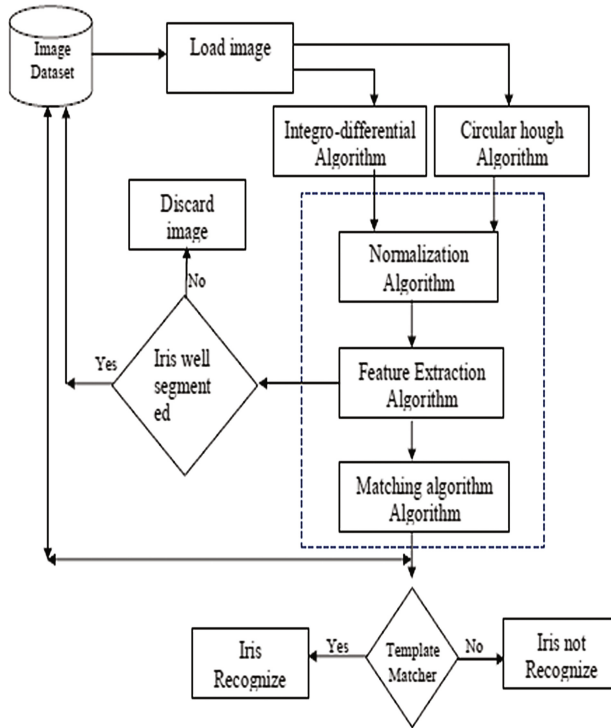 Image
Dataset
Load image
Integro-differential
Algorithm
Circular hough
Algorithm
Discard
image
Normalization
Algorithm
No
Yes
Iris well
segment
ed
Feature Extraction
Algorithm
Matching algorithm
Algorithm
Iris
Recognize
Yes
Template
Matcher
No
Iris not
Recognize